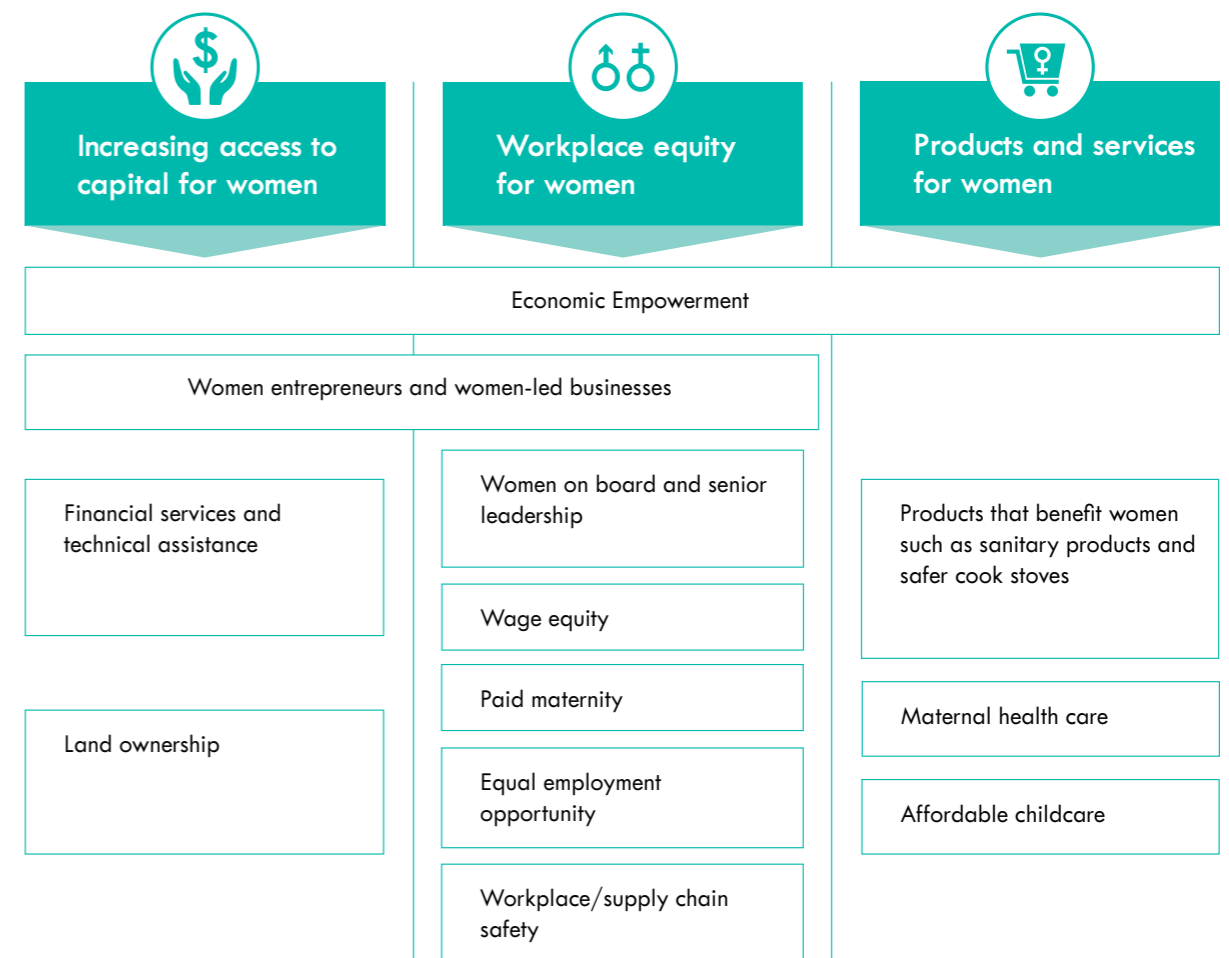 $
Increasing access to
capital for women
Workplace equity
for women
Products and services
for women
Economic Empowerment
Women entrepreneurs and women-led businesses
Financial services and
technical assistance
Land ownership
Women on board and senior
leadership
Wage equity
Paid maternity
Equal employment
opportunity
Workplace/supply chain
safety
Products that benefit women
such as sanitary products and
safer cook stoves
Maternal health care
Affordable childcare